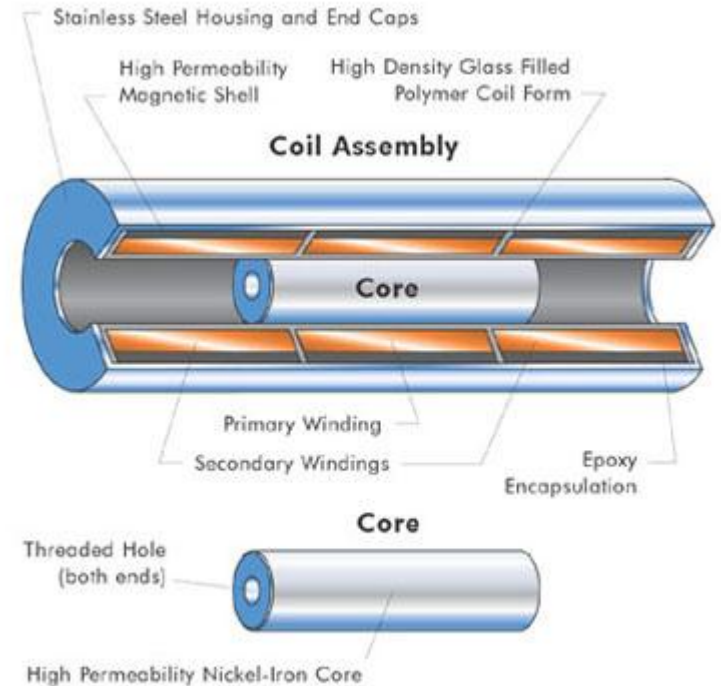 Stainless Steel Housing and End Caps
High Permeability
Magnetic Shell
High Density Glass Filled
Polymer Coil Form
Coil Assembly
Core
Primary Winding
Secondary Windings
Epoxy
Encapsulation
Core
Threaded Hole
(both ends)
High Permeability Nickel-Iron Core